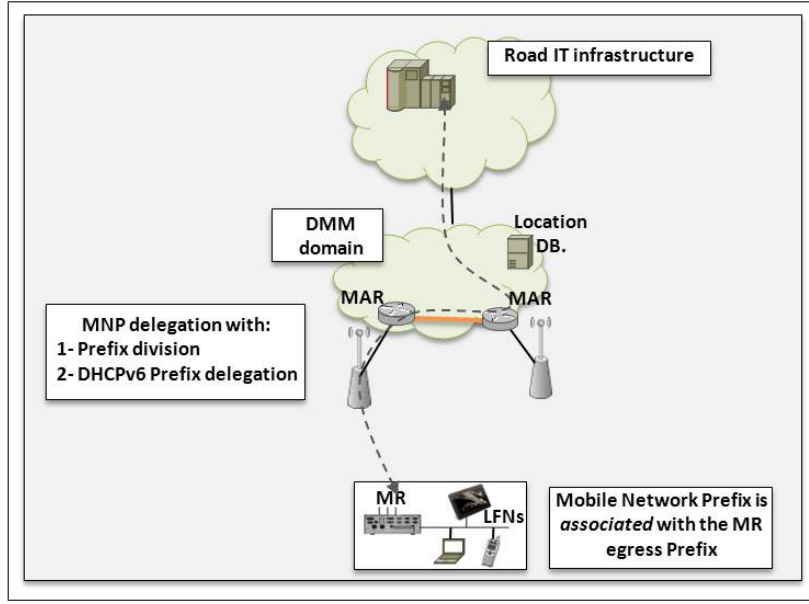 Road IT infrastructure
DMM
domain
Location
DB.
MAR
MAR
MNP delegation with:
1- Prefix division
2- DHCPv6 Prefix delegation
MR
LFNs
Mobile Network Prefix is
associated with the MR
egress Prefix